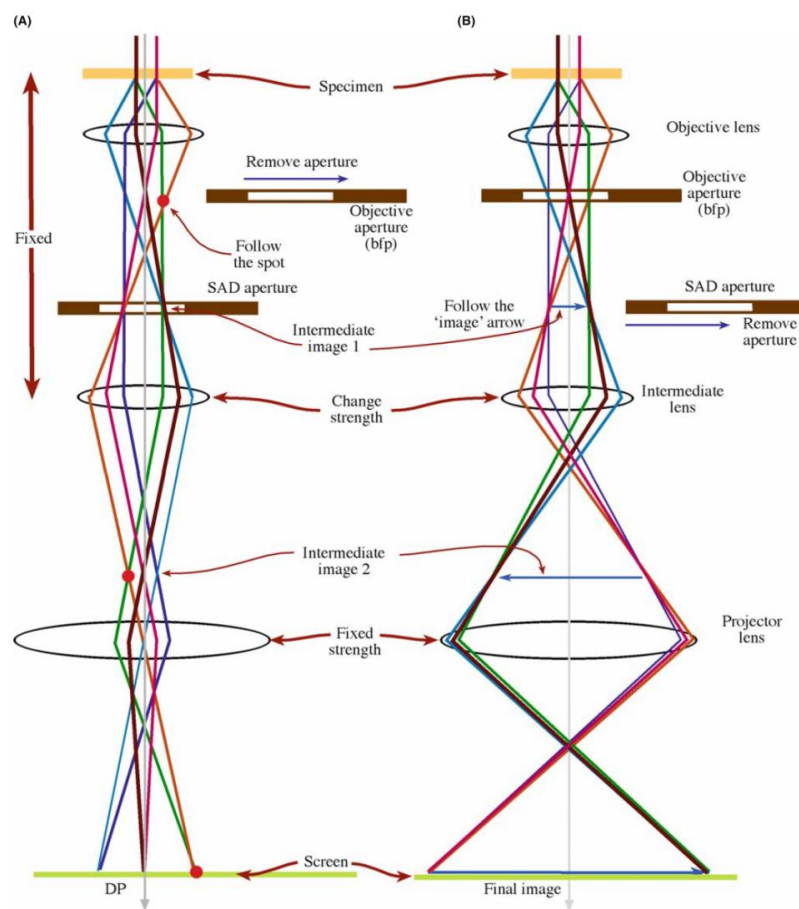 (A)
(B)
Specimen
Objective lens
Remove aperture
Objective
aperture
(bfp)
Objective
aperture
(bfp)
Fixed
Follow
the spot
SAD aperture
SAD aperture
Follow the
'image' arrow
Remove
aperture
Intermediate
image 1
Change
strength
Intermediate
lens
Intermediate
image 2
Fixed
strength
Projector
lens
Screen
DP
Final image